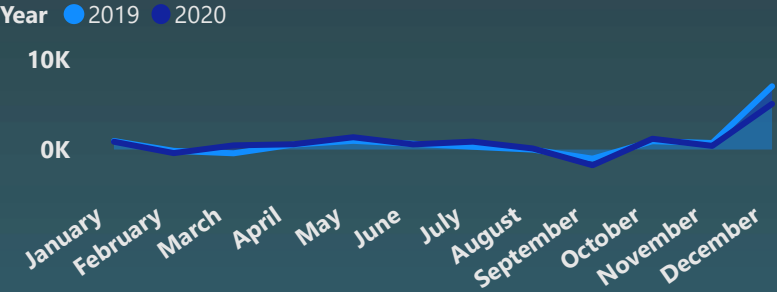 Year 2019 2020
10K
0K
January
February
March
April
May
June
July
August
September
October
November
December